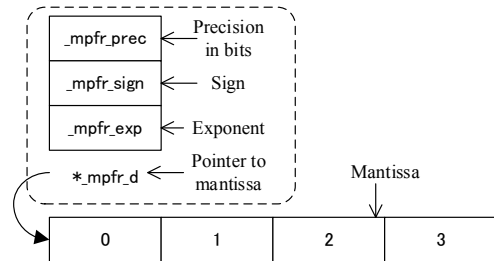 _mpfr_prec
Precision
in bits
_mpfr_sign
Sign
_mpfr_exp
Exponent
*_mpfr_d
Pointer to
mantissa
Mantissa
0 1 2 3